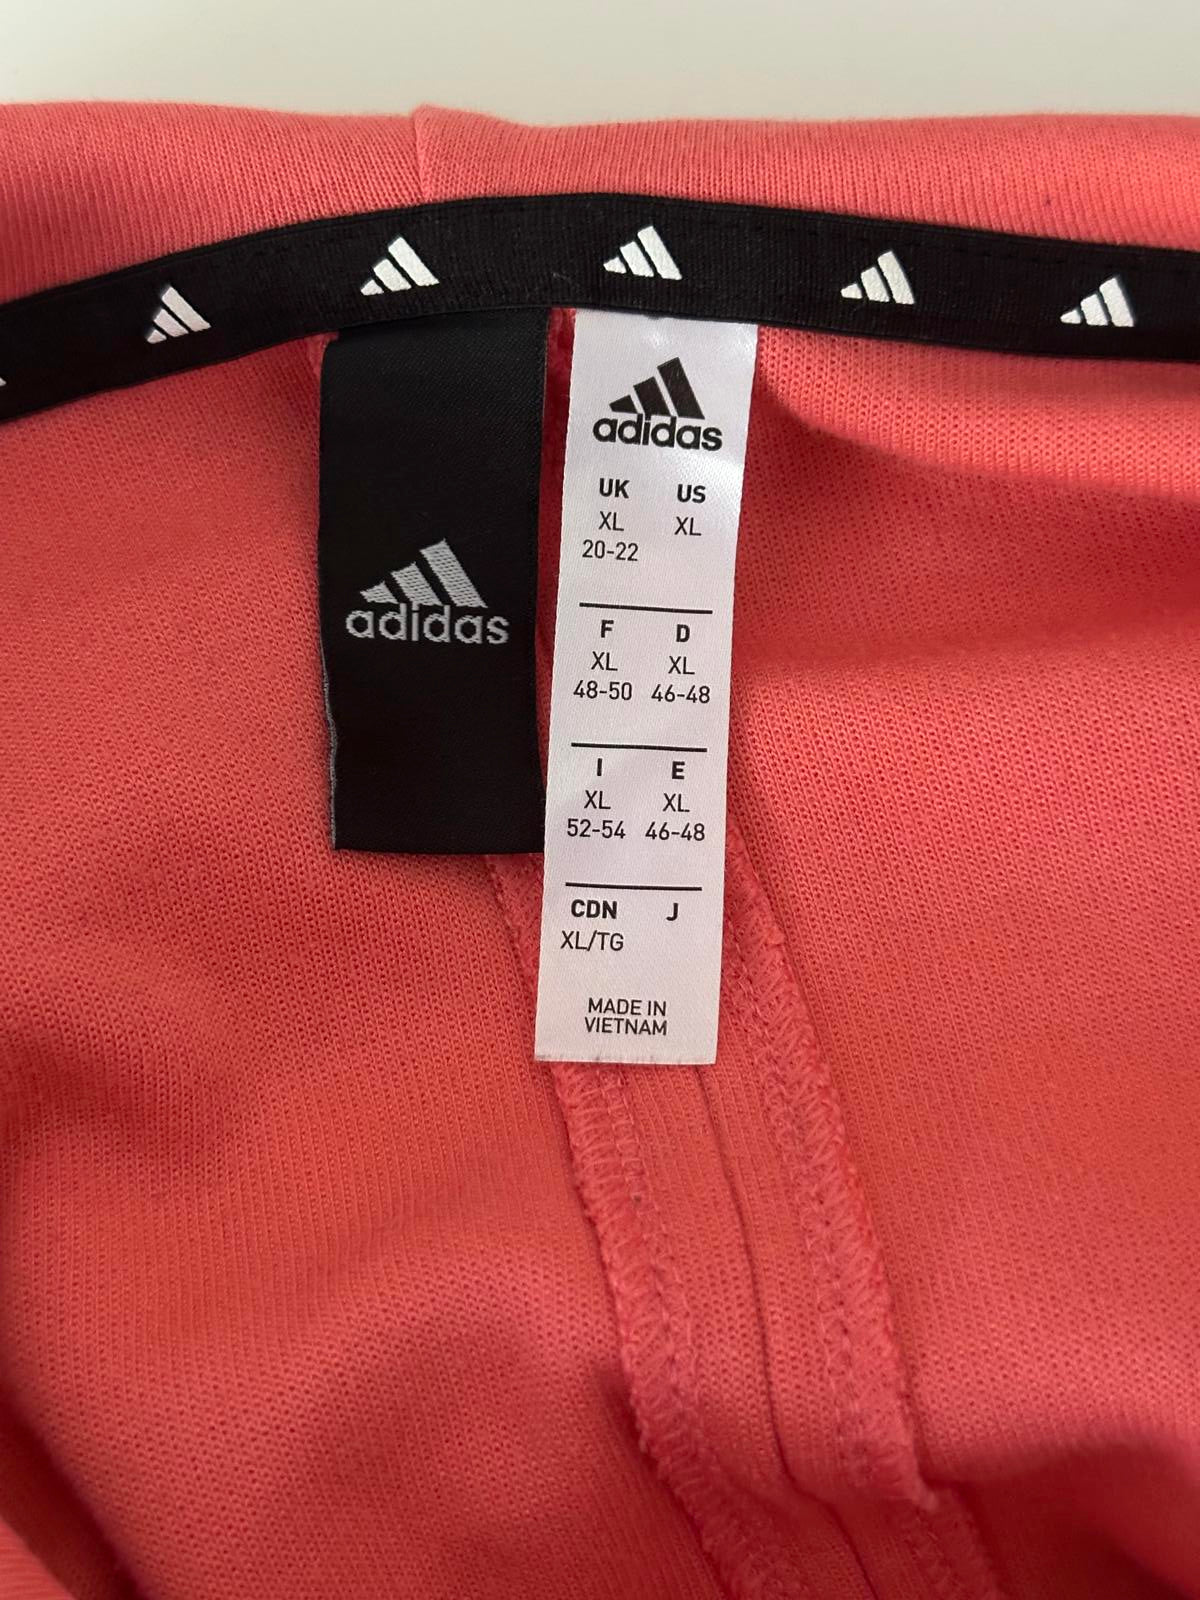 adidas
adidas
UK US
XL XL
20-22
F D
XL XL
48-50 46-48
I E
XL XL
52-54 46-48
CDN J
XL/TG
MADE IN
VIETNAM